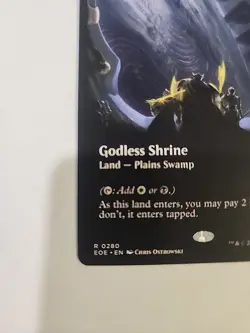 Godless Shrine
Land — Plains Swamp
(: Add or .)
As this land enters, you may pay 2
don't, it enters tapped.
R 0280
EOE • EN Chris Ostrowski
™ & ©